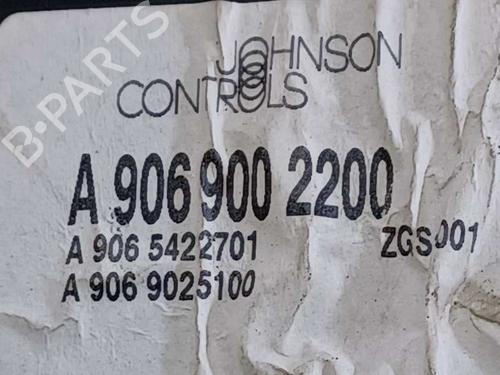 JOHNSON
CONTROLS
A 906 900 2200
A 906 5422701 ZGS001
A 906 9025100
B-PARTS